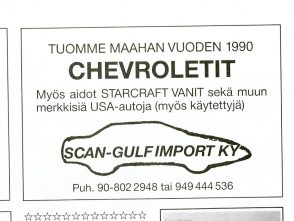 TUOMME MAAHAN VUODEN 1990
CHEVROLETIT
Myös aidot STARCRAFT VANIT sekä muun
merkkisiä USA-autoja (myös käytettyjä)
SCAN-GULF IMPORT KY
Puh. 90-802 2948 tai 949 444 536